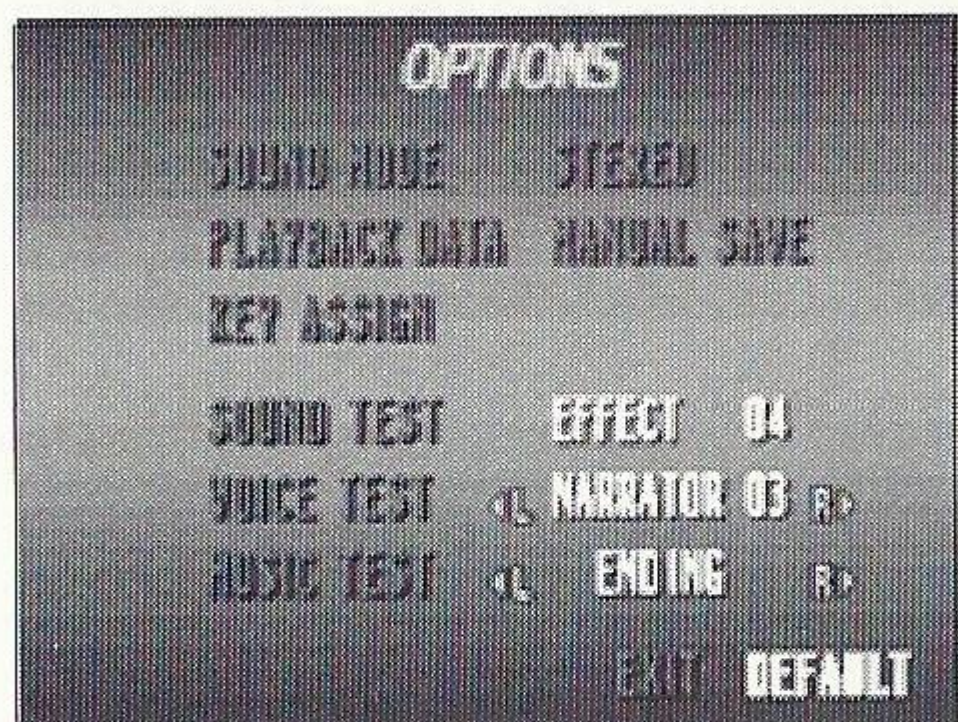 OPTIONS
SOUND MODE STEREO
PLAYBACK DATA MANUAL SAVE
KEY ASSIGN
SOUND TEST EFFECT 04
VOICE TEST L NARRATOR 03 R
MUSIC TEST L ENDING R
EXIT DEFAULT